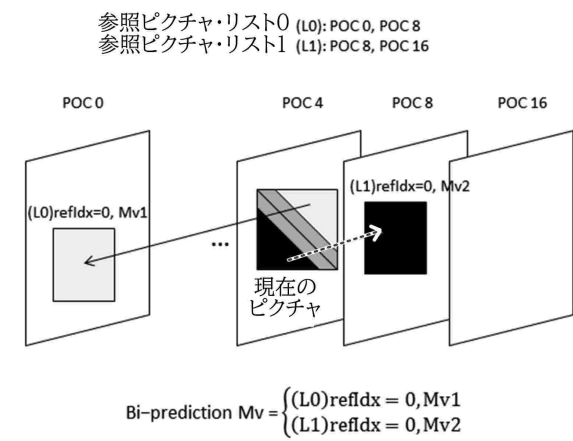 参照ピクチャ・リスト0 (L0): POC 0, POC 8
参照ピクチャ・リスト1 (L1): POC 8, POC 16
POC 0 POC 4 POC 8 POC 16
(L0)refIdx=0, Mv1
(L1)refIdx=0, Mv2
...
現在の
ピクチャ
Bi-prediction Mv = {(L0)refIdx = 0, Mv1
(L1)refIdx = 0, Mv2